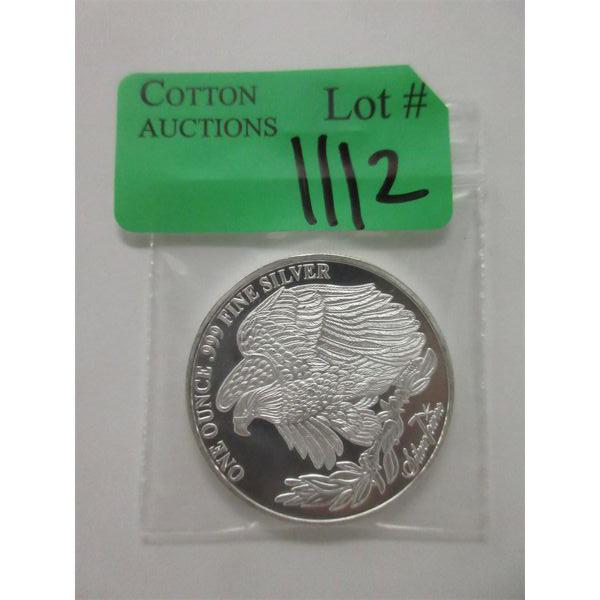 COTTON
AUCTIONS
Lot #
1112
ONE OUNCE .999 FINE SILVER